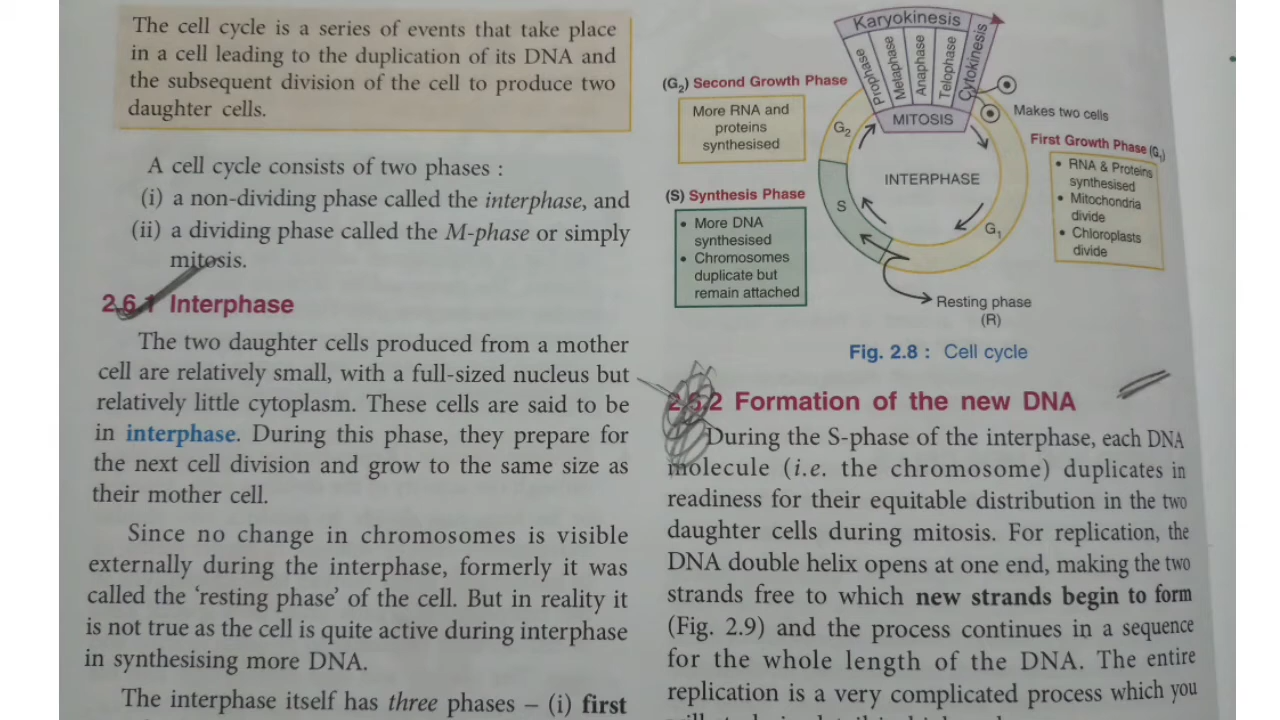 The cell cycle is a series of events that take place
in a cell leading to the duplication of its DNA and
the subsequent division of the cell to produce two
daughter cells.
A cell cycle consists of two phases :
(i) a non-dividing phase called the interphase, and
(ii) a dividing phase called the M-phase or simply
mitosis.
2.6.1 Interphase
The two daughter cells produced from a mother
cell are relatively small, with a full-sized nucleus but
relatively little cytoplasm. These cells are said to be
in interphase. During this phase, they prepare for
the next cell division and grow to the same size as
their mother cell.
Since no change in chromosomes is visible
externally during the interphase, formerly it was
called the ‘resting phase’ of the cell. But in reality it
is not true as the cell is quite active during interphase
in synthesising more DNA.
The interphase itself has three phases – (i) first
Karyokinesis
Prophase
Metaphase
Anaphase
Telophase
Cytokinesis
MITOSIS
(G₂) Second Growth Phase
More RNA and
proteins
synthesised
G₂
Makes two cells
First Growth Phase (G₁)
• RNA & Proteins
synthesised
• Mitochondria
divide
• Chloroplasts
divide
INTERPHASE
(S) Synthesis Phase
• More DNA
synthesised
• Chromosomes
duplicate but
remain attached
S
G₁
Resting phase
(R)
Fig. 2.8 : Cell cycle
2.6.2 Formation of the new DNA
During the S-phase of the interphase, each DNA
molecule (i.e. the chromosome) duplicates in
readiness for their equitable distribution in the two
daughter cells during mitosis. For replication, the
DNA double helix opens at one end, making the two
strands free to which new strands begin to form
(Fig. 2.9) and the process continues in a sequence
for the whole length of the DNA. The entire
replication is a very complicated process which you